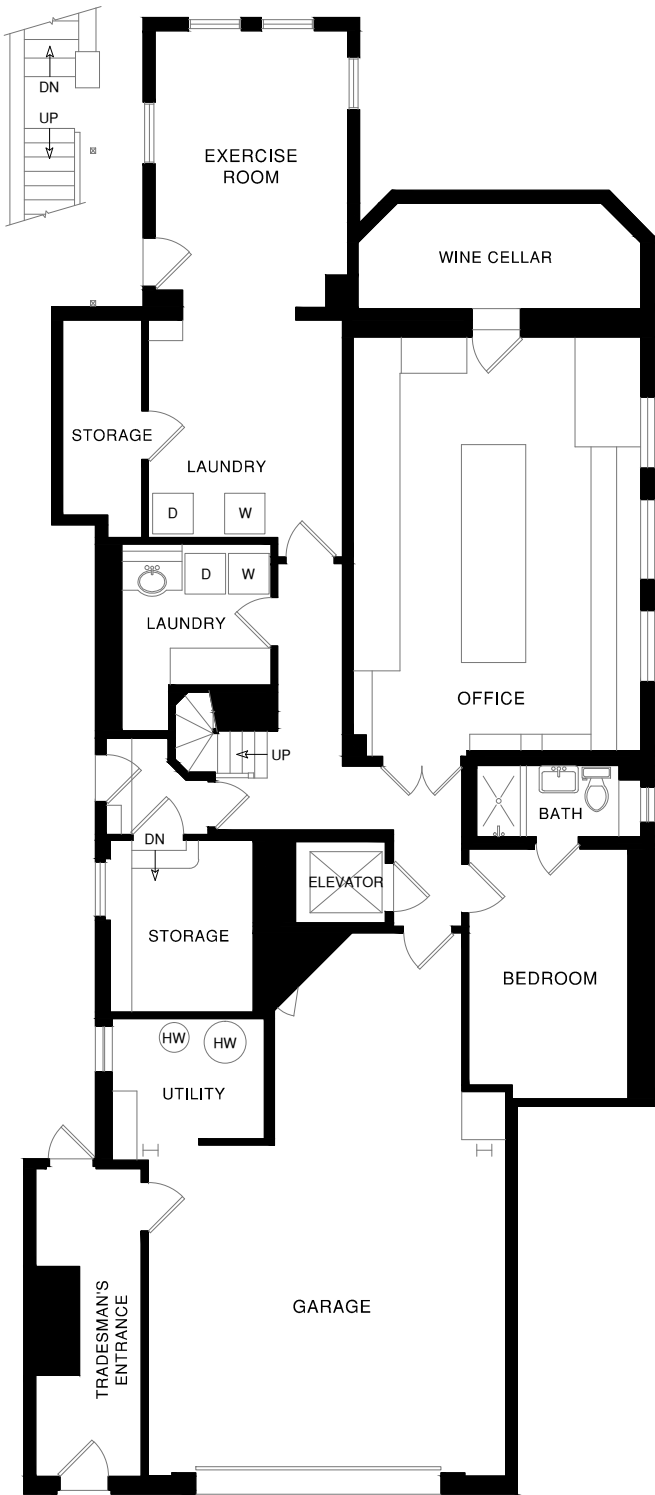 DN
UP
EXERCISE
ROOM
WINE CELLAR
STORAGE
LAUNDRY
D
W
D
W
LAUNDRY
OFFICE
UP
BATH
DN
ELEVATOR
STORAGE
BEDROOM
HW
HW
UTILITY
TRADESMAN'S
ENTRANCE
GARAGE